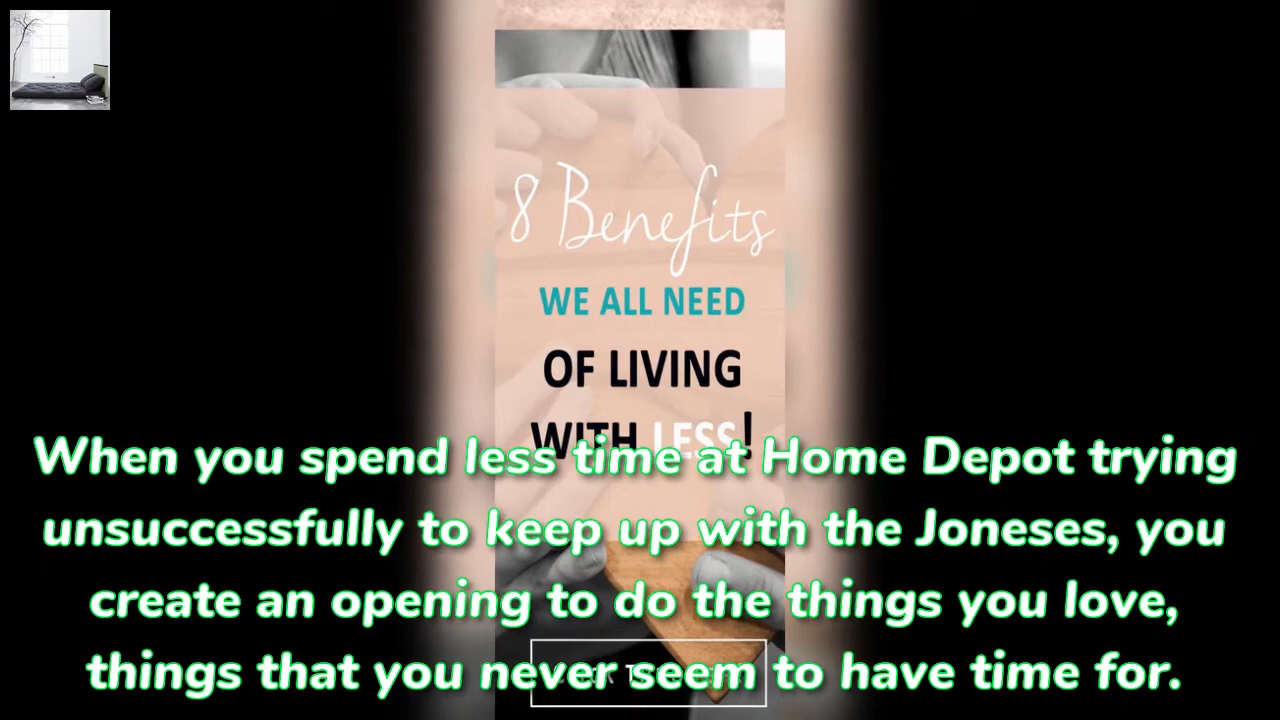 8 Benefits
WE ALL NEED
OF LIVING
WITH LESS!
When you spend less time at Home Depot trying
unsuccessfully to keep up with the Joneses, you
create an opening to do the things you love,
things that you never seem to have time for.